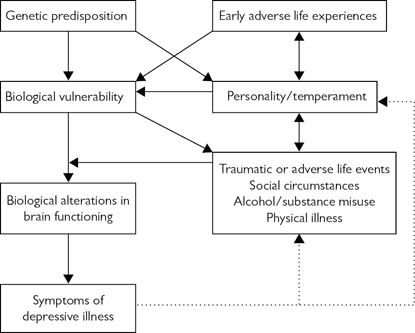 Genetic predisposition
Early adverse life experiences
Biological vulnerability
Personality/temperament
Traumatic or adverse life events
Social circumstances
Alcohol/substance misuse
Physical illness
Biological alterations in
brain functioning
Symptoms of
depressive illness